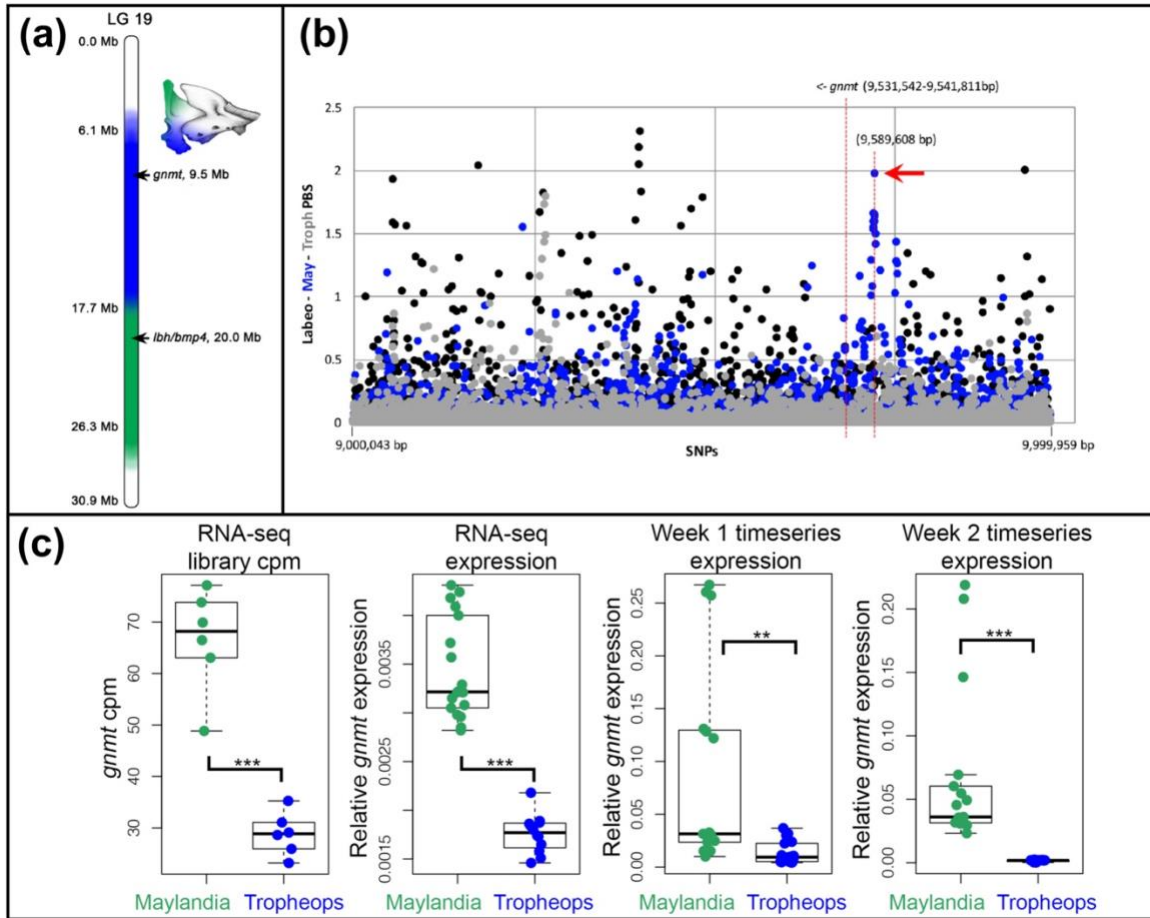 (a)
LG 19
0.0 Mb
6.1 Mb
gnmt, 9.5 Mb
17.7 Mb
lbh/bmp4, 20.0 Mb
26.3 Mb
30.9 Mb
(b)
<- gnmt (9,531,542-9,541,811bp)
(9,589,608 bp)
Labeo - May - Troph PBS
2.5
2
1.5
1
0.5
0
9,000,043 bp
SNPs
9,999,959 bp
(c)
RNA-seq
library cpm
gnmt cpm
70
60
50
40
30
***
Maylandia
Tropheops
RNA-seq
expression
Relative gnmt expression
0.0035
0.0025
0.0015
***
Maylandia
Tropheops
Week 1 timeseries
expression
Relative gnmt expression
0.25
0.20
0.15
0.10
0.05
0.00
**
Maylandia
Tropheops
Week 2 timeseries
expression
Relative gnmt expression
0.20
0.15
0.10
0.05
0.00
***
Maylandia
Tropheops